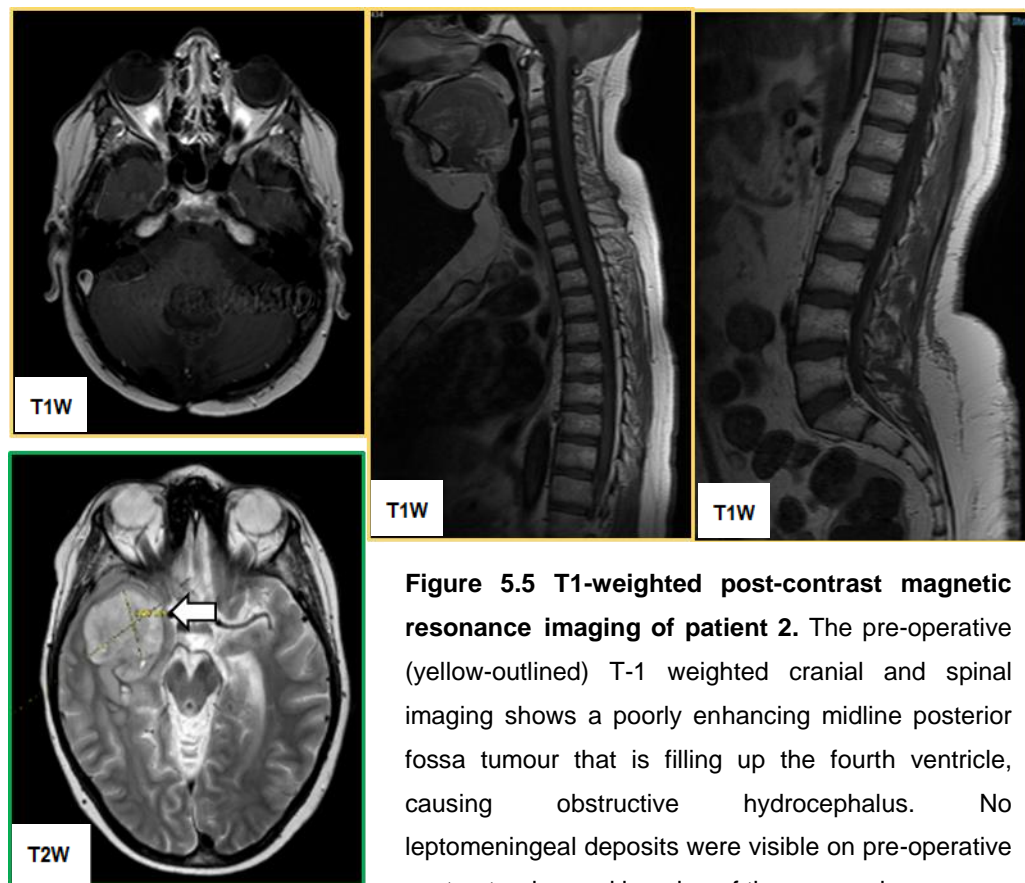 T1W
T1W
T1W
T2W
Figure 5.5 T1-weighted post-contrast magnetic
resonance imaging of patient 2. The pre-operative
(yellow-outlined) T-1 weighted cranial and spinal
imaging shows a poorly enhancing midline posterior
fossa tumour that is filling up the fourth ventricle,
causing obstructive hydrocephalus. No
leptomeningeal deposits were visible on pre-operative